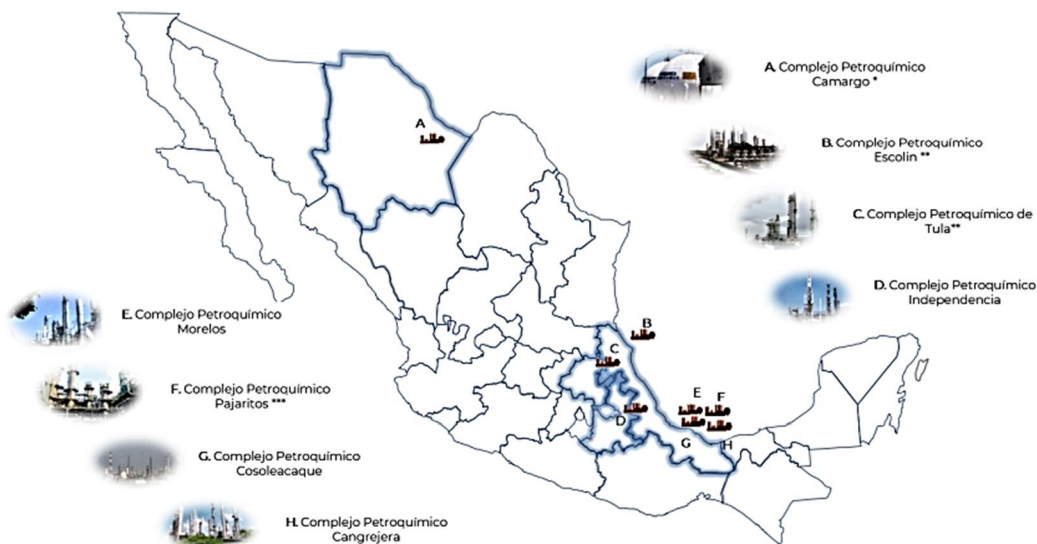 A. Complejo Petroquímico
Camargo *
B. Complejo Petroquímico
Escolin **
C. Complejo Petroquímico de
Tula**
D. Complejo Petroquímico
Independencia
E. Complejo Petroquímico
Morelos
F. Complejo Petroquímico
Pajaritos ***
G. Complejo Petroquímico
Cosoleacaque
H. Complejo Petroquímico
Cangrejera
A
B
C
D
E
F
G
H